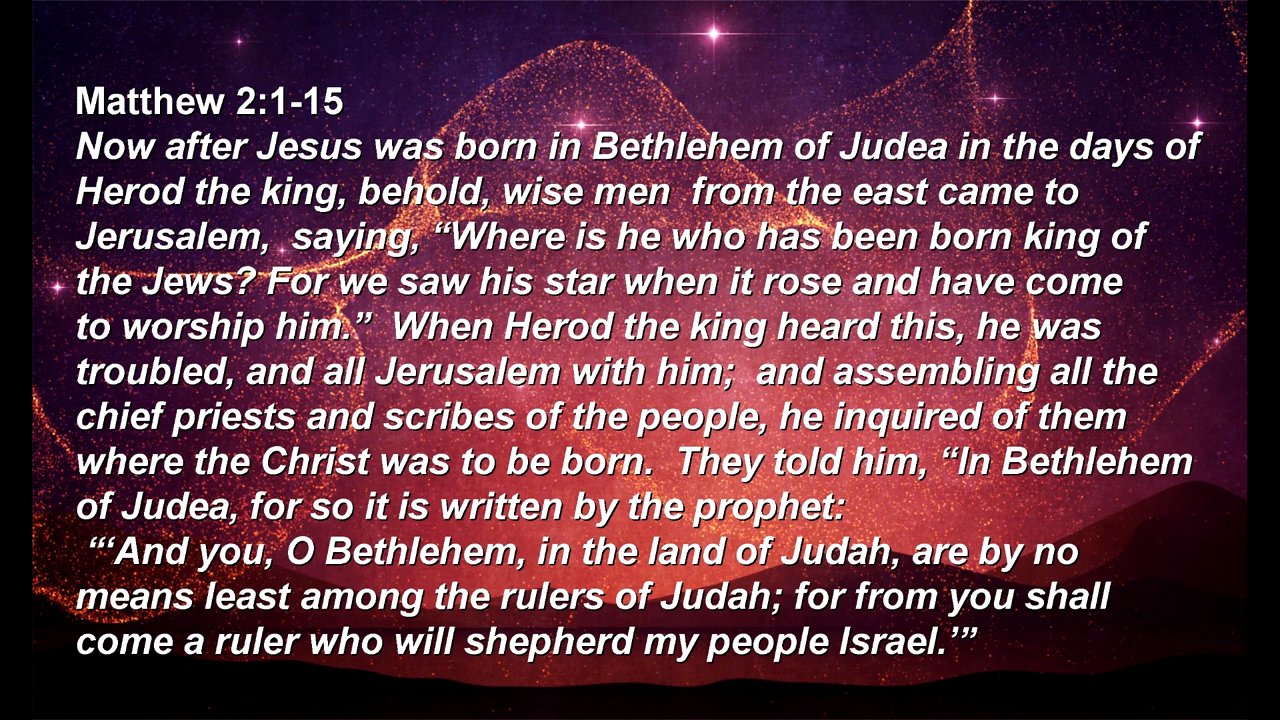 Matthew 2:1-15
Now after Jesus was born in Bethlehem of Judea in the days of
Herod the king, behold, wise men  from the east came to
Jerusalem,  saying, “Where is he who has been born king of
the Jews? For we saw his star when it rose and have come
to worship him.”  When Herod the king heard this, he was
troubled, and all Jerusalem with him;  and assembling all the
chief priests and scribes of the people, he inquired of them
where the Christ was to be born.  They told him, “In Bethlehem
of Judea, for so it is written by the prophet:
“‘And you, O Bethlehem, in the land of Judah, are by no
means least among the rulers of Judah; for from you shall
come a ruler who will shepherd my people Israel.’”